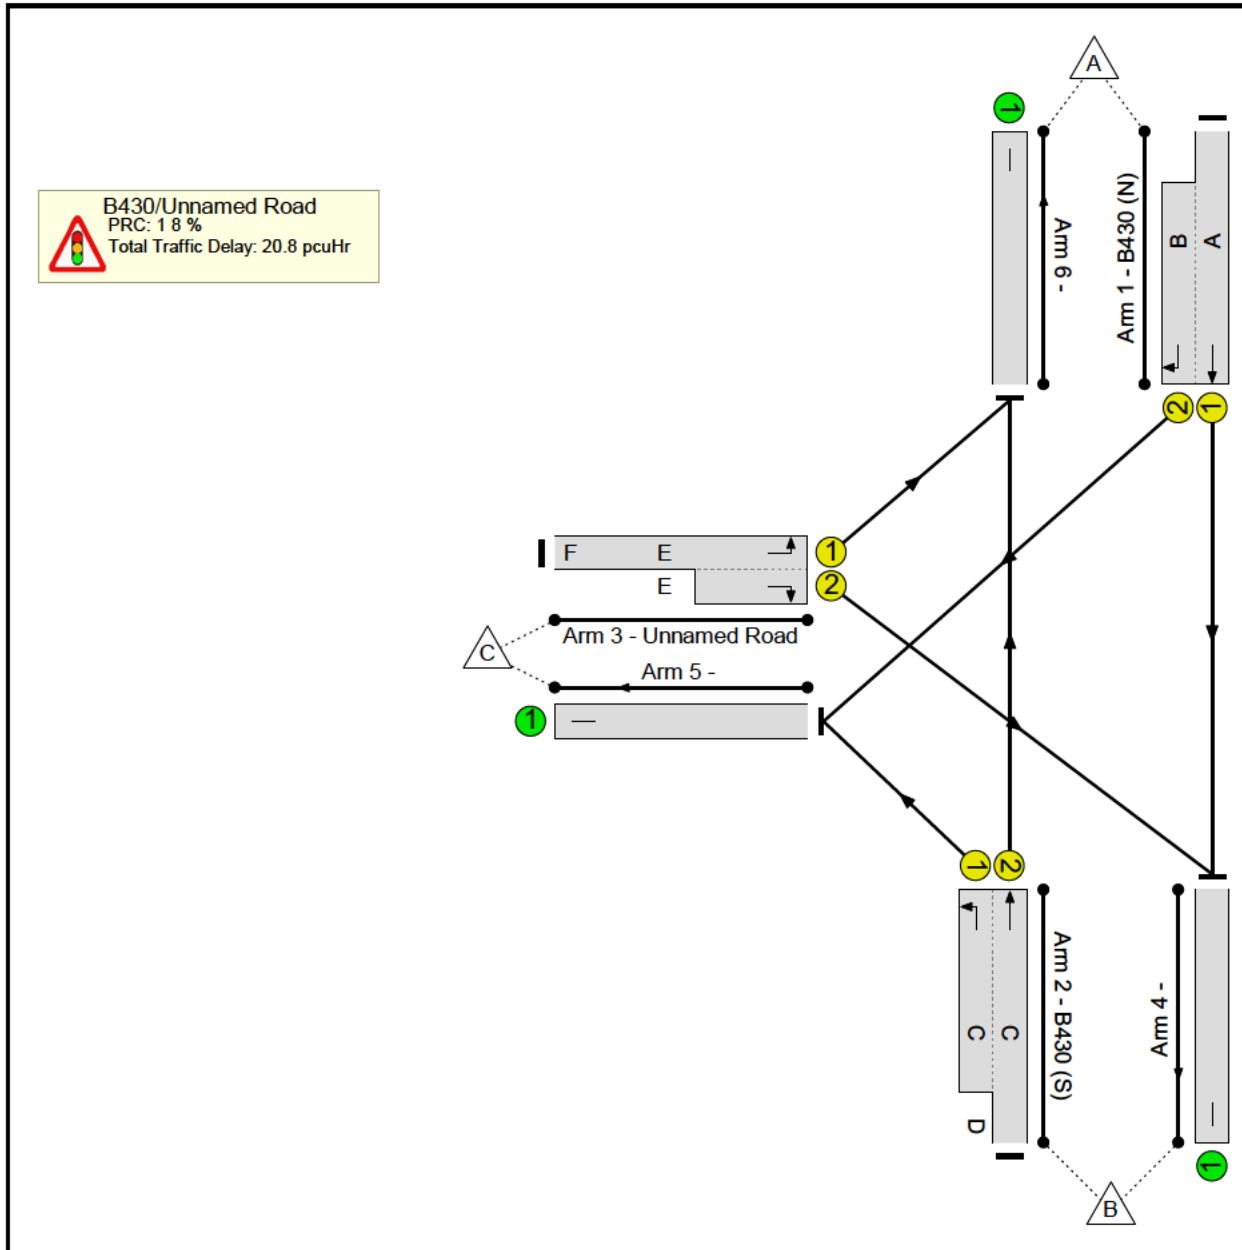 A
1
B430/Unnamed Road
PRC: 1 8 %
Total Traffic Delay: 20.8 pcuHr
Arm 6 -
Arm 1 - B430 (N)
B
A
2
1
F
E
1
E
2
Arm 3 - Unnamed Road
C
Arm 5 -
1
1
2
Arm 2 - B430 (S)
Arm 4 -
C
C
D
1
B